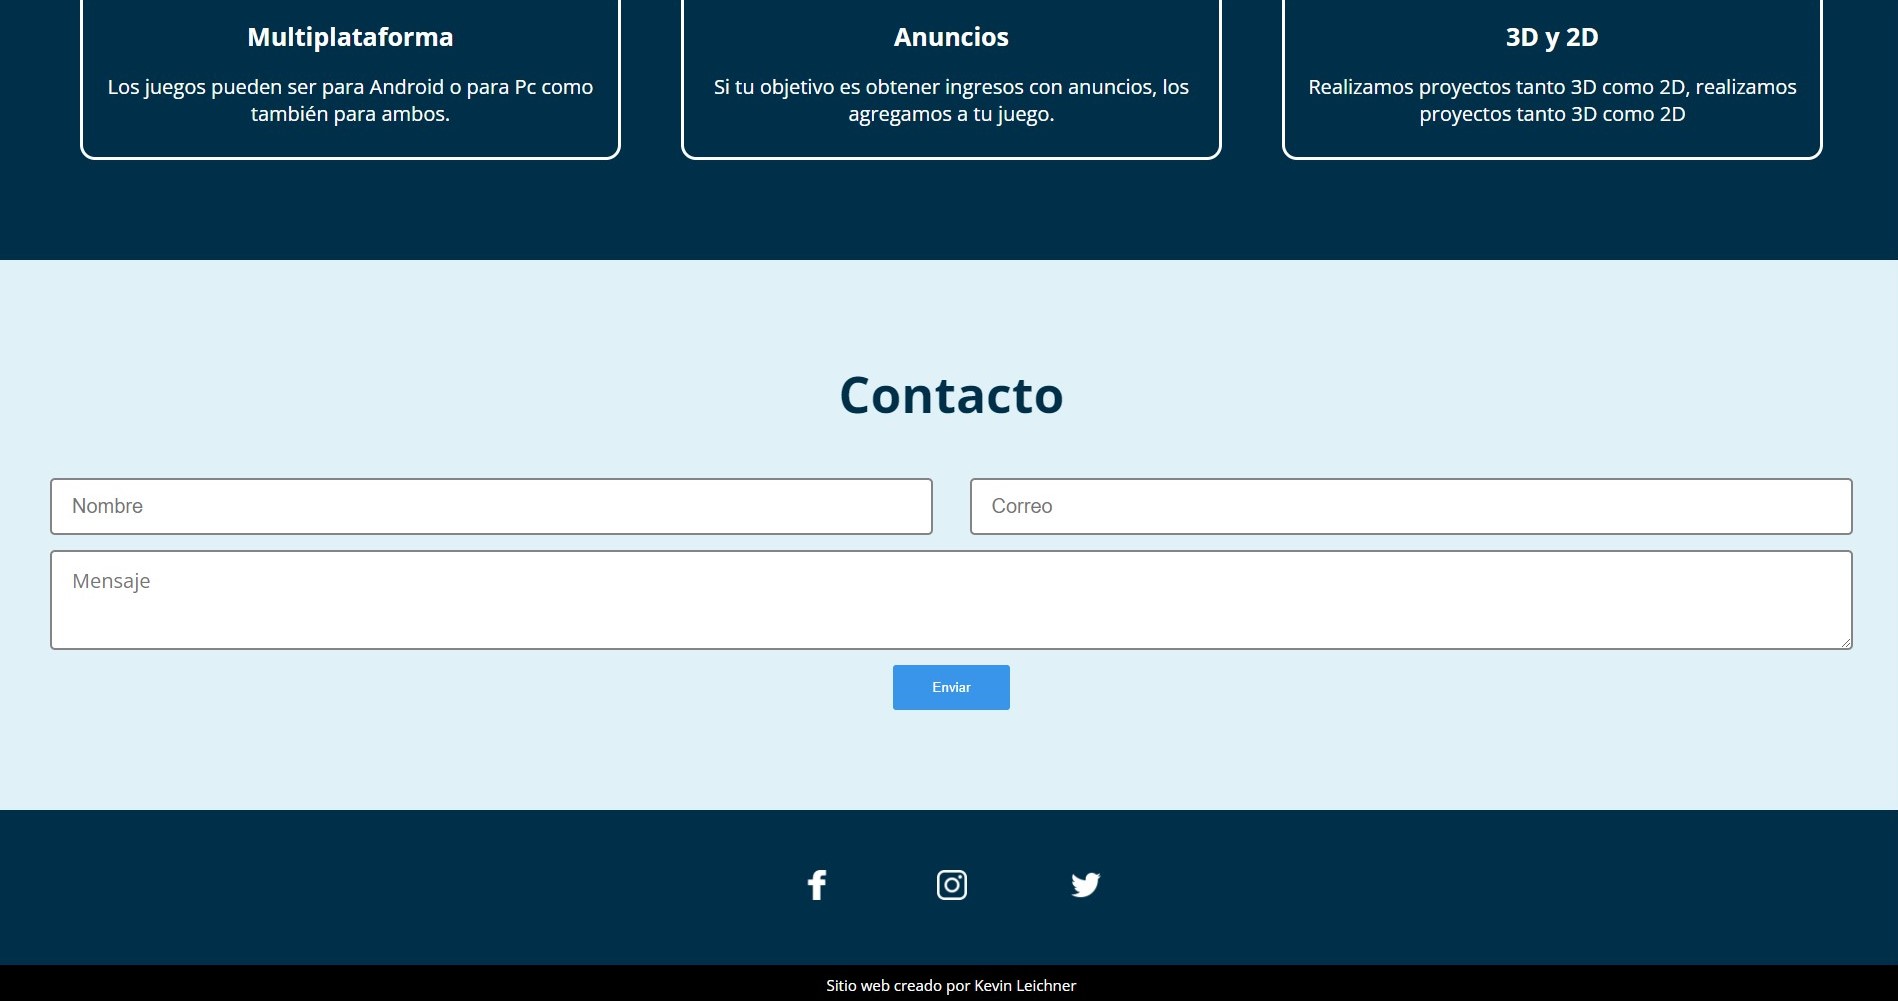 Multiplataforma
Los juegos pueden ser para Android o para Pc como
también para ambos.
Anuncios
Si tu objetivo es obtener ingresos con anuncios, los
agregamos a tu juego.
3D y 2D
Realizamos proyectos tanto 3D como 2D, realizamos
proyectos tanto 3D como 2D
Contacto
Nombre
Correo
Mensaje
Enviar
Sitio web creado por Kevin Leichner